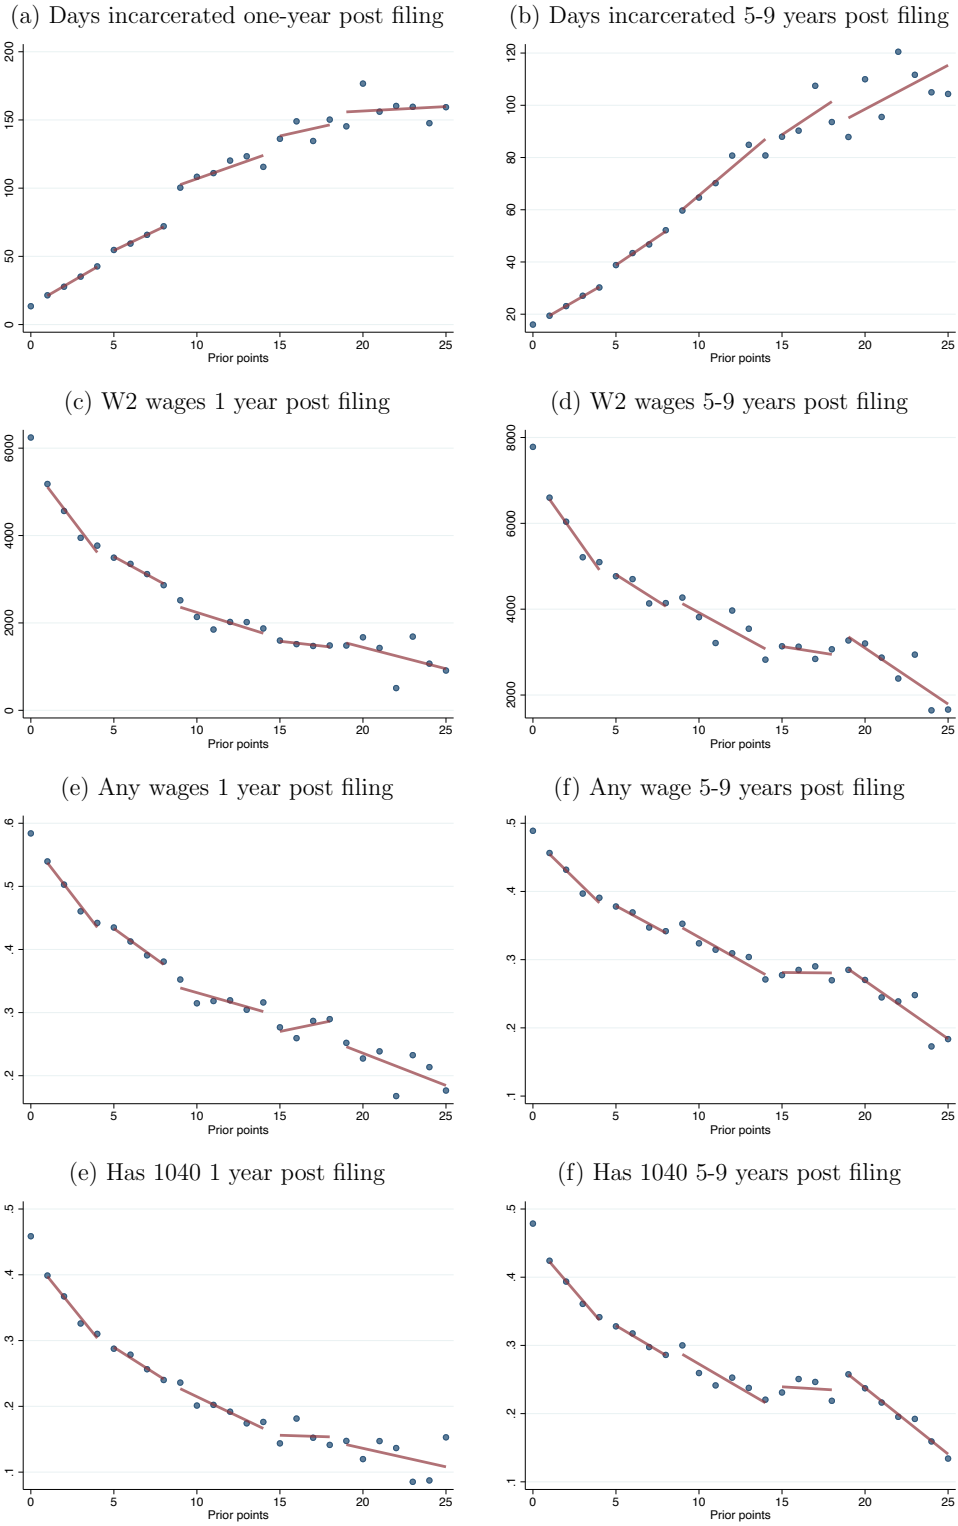 (a) Days incarcerated one-year post filing
200
150
100
50
0
0 5 10 15 20 25
Prior points
(b) Days incarcerated 5-9 years post filing
120
100
80
60
40
20
0 5 10 15 20 25
Prior points
(c) W2 wages 1 year post filing
6000
4000
2000
0
0 5 10 15 20 25
Prior points
(d) W2 wages 5-9 years post filing
8000
6000
4000
2000
0 5 10 15 20 25
Prior points
(e) Any wages 1 year post filing
.6
.5
.4
.3
.2
0 5 10 15 20 25
Prior points
(f) Any wage 5-9 years post filing
.5
.4
.3
.2
.1
0 5 10 15 20 25
Prior points
(e) Has 1040 1 year post filing
.5
.4
.3
.2
.1
0 5 10 15 20 25
Prior points
(f) Has 1040 5-9 years post filing
.5
.4
.3
.2
.1
0 5 10 15 20 25
Prior points